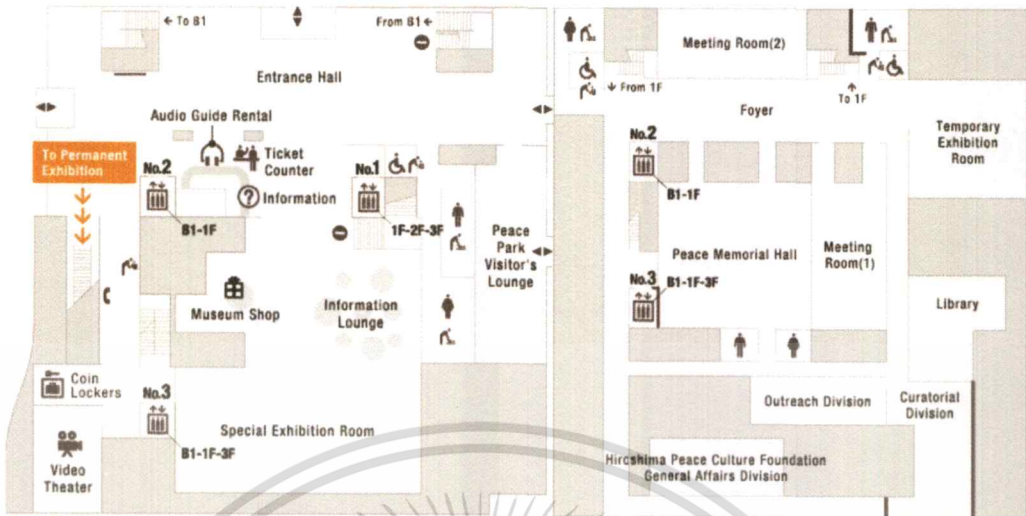 ← To B1
From B1 ←
Entrance Hall
Audio Guide Rental
To Permanent
Exhibition
No.2
B1-1F
Ticket
Counter
? Information
No.1
1F-2F-3F
Peace
Park
Visitor's
Lounge
Museum Shop
Information
Lounge
Coin
Lockers
No.3
B1-1F-3F
Special Exhibition Room
Video
Theater
Meeting Room(2)
↓ From 1F
↑
To 1F
Foyer
No.2
B1-1F
Temporary
Exhibition
Room
Peace Memorial Hall
Meeting
Room(1)
No.3
B1-1F-3F
Library
Outreach Division
Curatorial
Division
Hiroshima Peace Culture Foundation
General Affairs Division